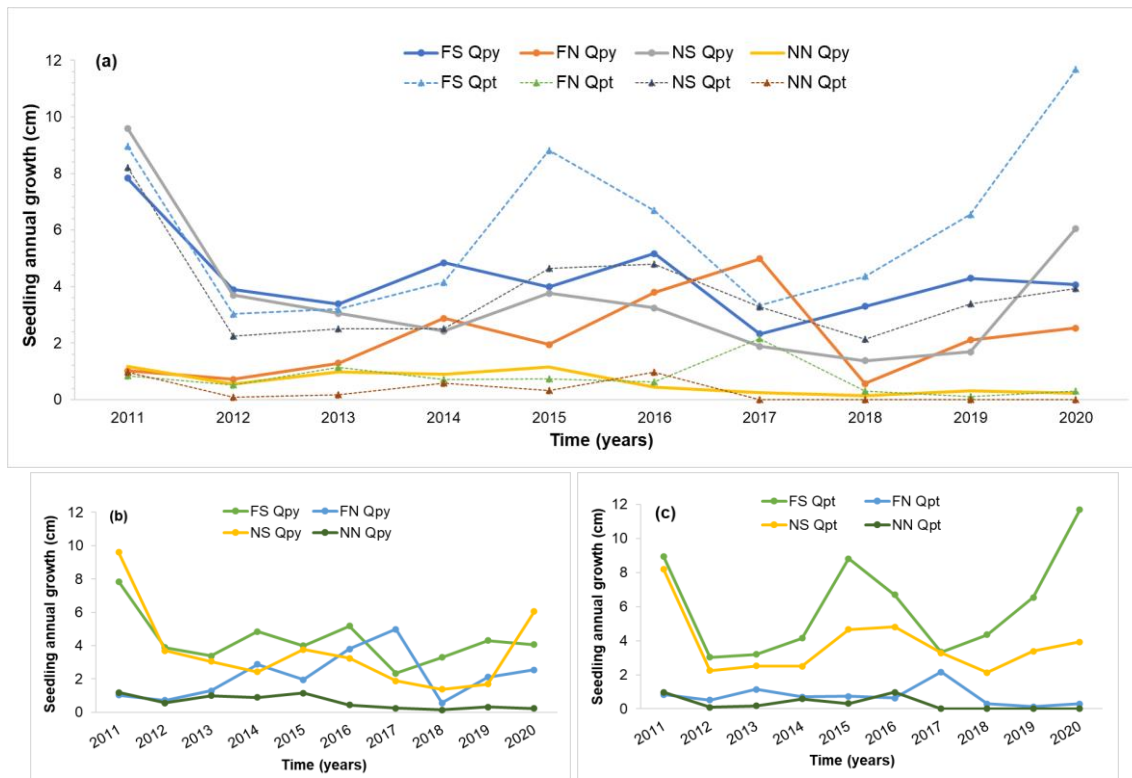 (a)
FS Qpy FN Qpy NS Qpy NN Qpy
FS Qpt FN Qpt NS Qpt NN Qpt
Seedling annual growth (cm)
12
10
8
6
4
2
0
2011 2012 2013 2014 2015 2016 2017 2018 2019 2020
Time (years)
(b)
FS Qpy FN Qpy
NS Qpy NN Qpy
Seedling annual growth (cm)
12
10
8
6
4
2
0
2011 2012 2013 2014 2015 2016 2017 2018 2019 2020
Time (years)
(c)
FS Qpt FN Qpt
NS Qpt NN Qpt
Seedling annual growth (cm)
12
10
8
6
4
2
0
2011 2012 2013 2014 2015 2016 2017 2018 2019 2020
Time (years)